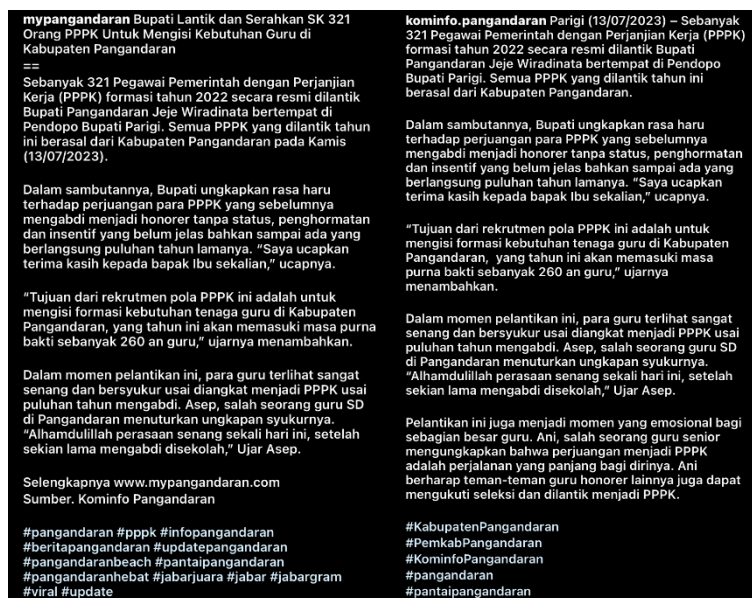 mypangandaran Bupati Lantik dan Serahkan SK 321
Orang PPPK Untuk Mengisi Kebutuhan Guru di
Kabupaten Pangandaran
==
Sebanyak 321 Pegawai Pemerintah dengan Perjanjian
Kerja (PPPK) formasi tahun 2022 secara resmi dilantik
Bupati Pangandaran Jeje Wiradinata bertempat di
Pendopo Bupati Parigi. Semua PPPK yang dilantik tahun
ini berasal dari Kabupaten Pangandaran pada Kamis
(13/07/2023).
Dalam sambutannya, Bupati ungkapkan rasa haru
terhadap perjuangan para PPPK yang sebelumnya
mengabdi menjadi honorer tanpa status, penghormatan
dan insentif yang belum jelas bahkan sampai ada yang
berlangsung puluhan tahun lamanya. “Saya ucapkan
terima kasih kepada bapak Ibu sekalian,” ucapnya.
“Tujuan dari rekrutmen pola PPPK ini adalah untuk
mengisi formasi kebutuhan tenaga guru di Kabupaten
Pangandaran, yang tahun ini akan memasuki masa purna
bakti sebanyak 260 an guru,” ujarnya menambahkan.
Dalam momen pelantikan ini, para guru terlihat sangat
senang dan bersyukur usai diangkat menjadi PPPK usai
puluhan tahun mengabdi. Asep, salah seorang guru SD
di Pangandaran menuturkan ungkapan syukurnya.
“Alhamdulillah perasaan senang sekali hari ini, setelah
sekian lama mengabdi disekolah,” Ujar Asep.
Selengkapnya www.mypangandaran.com
Sumber. Kominfo Pangandaran
#pangandaran #pppk #infopangandaran
#beritapangandaran #updatepangandaran
#pangandaranbeach #pantaipangandaran
#pangandaranhebat #jabarjuara #jabar #jabargram
#viral #update
kominfo.pangandaran Parigi (13/07/2023) – Sebanyak
321 Pegawai Pemerintah dengan Perjanjian Kerja (PPPK)
formasi tahun 2022 secara resmi dilantik Bupati
Pangandaran Jeje Wiradinata bertempat di Pendopo
Bupati Parigi. Semua PPPK yang dilantik tahun ini
berasal dari Kabupaten Pangandaran.
Dalam sambutannya, Bupati ungkapkan rasa haru
terhadap perjuangan para PPPK yang sebelumnya
mengabdi menjadi honorer tanpa status, penghormatan
dan insentif yang belum jelas bahkan sampai ada yang
berlangsung puluhan tahun lamanya. “Saya ucapkan
terima kasih kepada bapak Ibu sekalian,” ucapnya.
“Tujuan dari rekrutmen pola PPPK ini adalah untuk
mengisi formasi kebutuhan tenaga guru di Kabupaten
Pangandaran, yang tahun ini akan memasuki masa
purna bakti sebanyak 260 an guru,” ujarnya
menambahkan.
Dalam momen pelantikan ini, para guru terlihat sangat
senang dan bersyukur usai diangkat menjadi PPPK usai
puluhan tahun mengabdi. Asep, salah seorang guru SD
di Pangandaran menuturkan ungkapan syukurnya.
“Alhamdulillah perasaan senang sekali hari ini, setelah
sekian lama mengabdi disekolah,” Ujar Asep.
Pelantikan ini juga menjadi momen yang emosional bagi
sebagian besar guru. Ani, salah seorang guru senior
mengungkapkan bahwa perjuangan menjadi PPPK
adalah perjalanan yang panjang bagi dirinya. Ani
berharap teman-teman guru honorer lainnya juga dapat
mengukuti seleksi dan dilantik menjadi PPPK.
#KabupatenPangandaran
#PemkabPangandaran
#KominfoPangandaran
#pangandaran
#pantaipangandaran